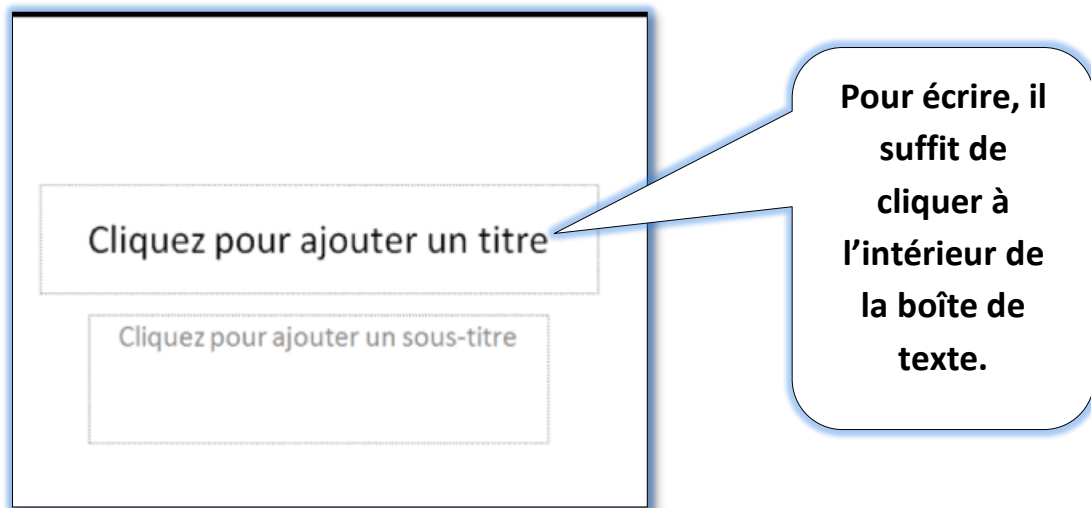 Cliquez pour ajouter un titre
Cliquez pour ajouter un sous-titre
Pour écrire, il
suffit de
cliquer à
l’intérieur de
la boîte de
texte.